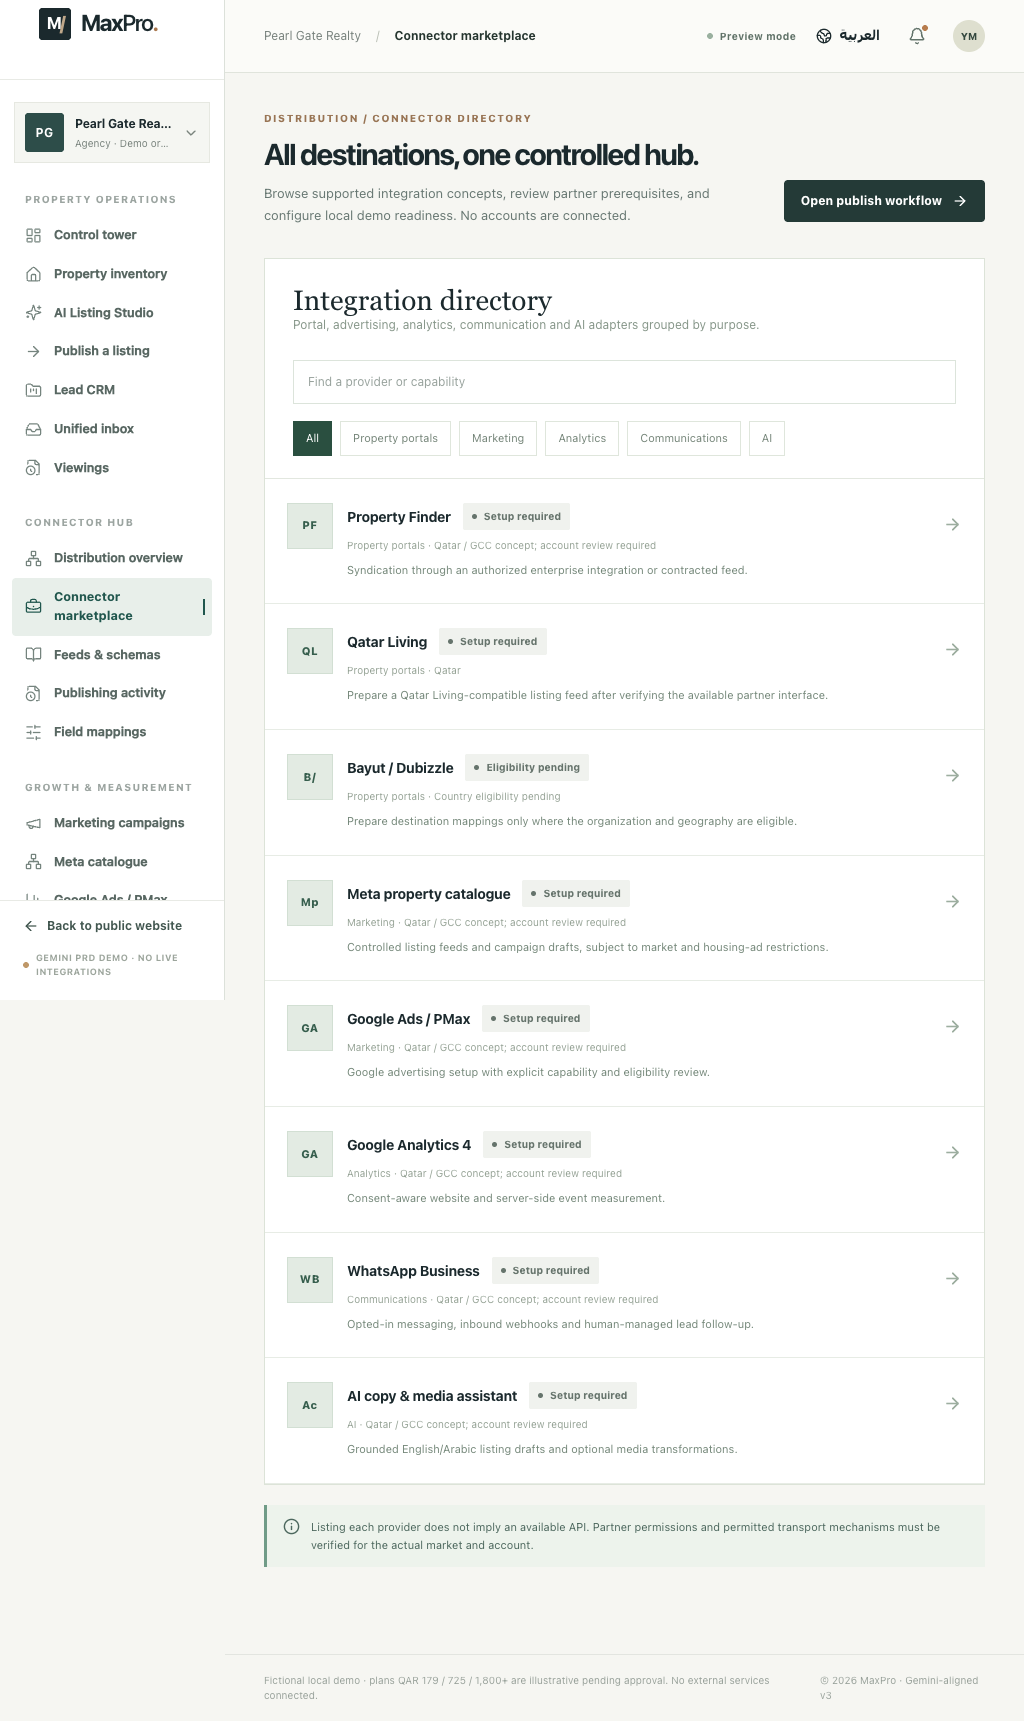 M/ MaxPro.
Pearl Gate Realty / Connector marketplace
Preview mode
العربية
YM
PG
Pearl Gate Rea...
Agency · Demo or...
PROPERTY OPERATIONS
Control tower
Property inventory
AI Listing Studio
Publish a listing
Lead CRM
Unified inbox
Viewings
CONNECTOR HUB
Distribution overview
Connector
marketplace
Feeds & schemas
Publishing activity
Field mappings
GROWTH & MEASUREMENT
Marketing campaigns
Meta catalogue
Google Ads / PMax
Back to public website
GEMINI PRD DEMO · NO LIVE
INTEGRATIONS
DISTRIBUTION / CONNECTOR DIRECTORY
All destinations, one controlled hub.
Browse supported integration concepts, review partner prerequisites, and
configure local demo readiness. No accounts are connected.
Open publish workflow
Integration directory
Portal, advertising, analytics, communication and AI adapters grouped by purpose.
Find a provider or capability
All
Property portals
Marketing
Analytics
Communications
AI
PF
Property Finder
Setup required
Property portals · Qatar / GCC concept; account review required
Syndication through an authorized enterprise integration or contracted feed.
QL
Qatar Living
Setup required
Property portals · Qatar
Prepare a Qatar Living-compatible listing feed after verifying the available partner interface.
B/
Bayut / Dubizzle
Eligibility pending
Property portals · Country eligibility pending
Prepare destination mappings only where the organization and geography are eligible.
Mp
Meta property catalogue
Setup required
Marketing · Qatar / GCC concept; account review required
Controlled listing feeds and campaign drafts, subject to market and housing-ad restrictions.
GA
Google Ads / PMax
Setup required
Marketing · Qatar / GCC concept; account review required
Google advertising setup with explicit capability and eligibility review.
GA
Google Analytics 4
Setup required
Analytics · Qatar / GCC concept; account review required
Consent-aware website and server-side event measurement.
WB
WhatsApp Business
Setup required
Communications · Qatar / GCC concept; account review required
Opted-in messaging, inbound webhooks and human-managed lead follow-up.
Ac
AI copy & media assistant
Setup required
AI · Qatar / GCC concept; account review required
Grounded English/Arabic listing drafts and optional media transformations.
Listing each provider does not imply an available API. Partner permissions and permitted transport mechanisms must be
verified for the actual market and account.
Fictional local demo · plans QAR 179 / 725 / 1,800+ are illustrative pending approval. No external services
connected.
© 2026 MaxPro · Gemini-aligned
v3